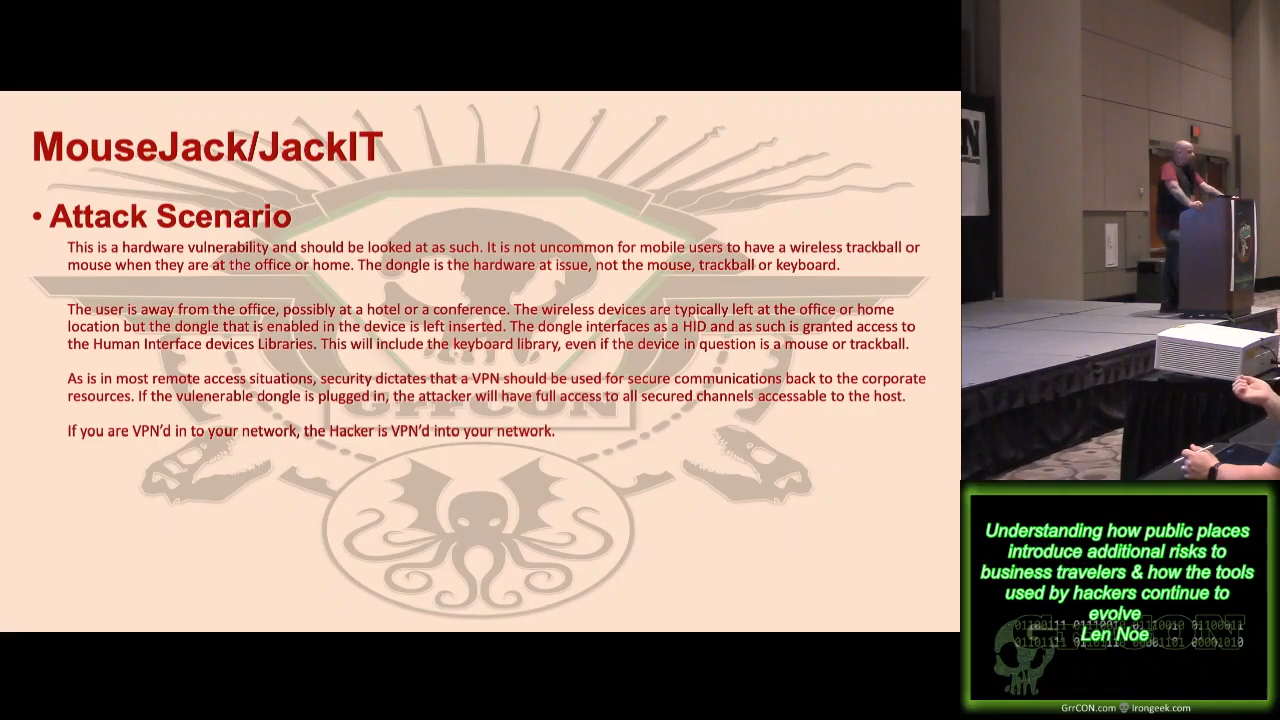 MouseJack/JackIT
• Attack Scenario
This is a hardware vulnerability and should be looked at as such. It is not uncommon for mobile users to have a wireless trackball or
mouse when they are at the office or home. The dongle is the hardware at issue, not the mouse, trackball or keyboard.
The user is away from the office, possibly at a hotel or a conference. The wireless devices are typically left at the office or home
location but the dongle that is enabled in the device is left inserted. The dongle interfaces as a HID and as such is granted access to
the Human Interface devices Libraries. This will include the keyboard library, even if the device in question is a mouse or trackball.
As is in most remote access situations, security dictates that a VPN should be used for secure communications back to the corporate
resources. If the vulenerable dongle is plugged in, the attacker will have full access to all secured channels accessable to the host.
If you are VPN'd in to your network, the Hacker is VPN'd into your network.
GRRCON
Understanding how public places
introduce additional risks to
business travelers & how the tools
used by hackers continue to
evolve
Len Noe
GrrCON
GrrCON.com Irongeek.com